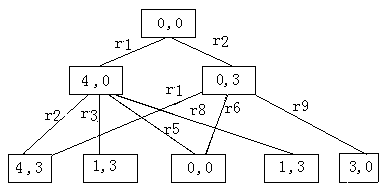 0,0
r1 r2
4,0 0,3
r2 r3 r1 r8 r6 r9
r5
4,3 1,3 0,0 1,3 3,0